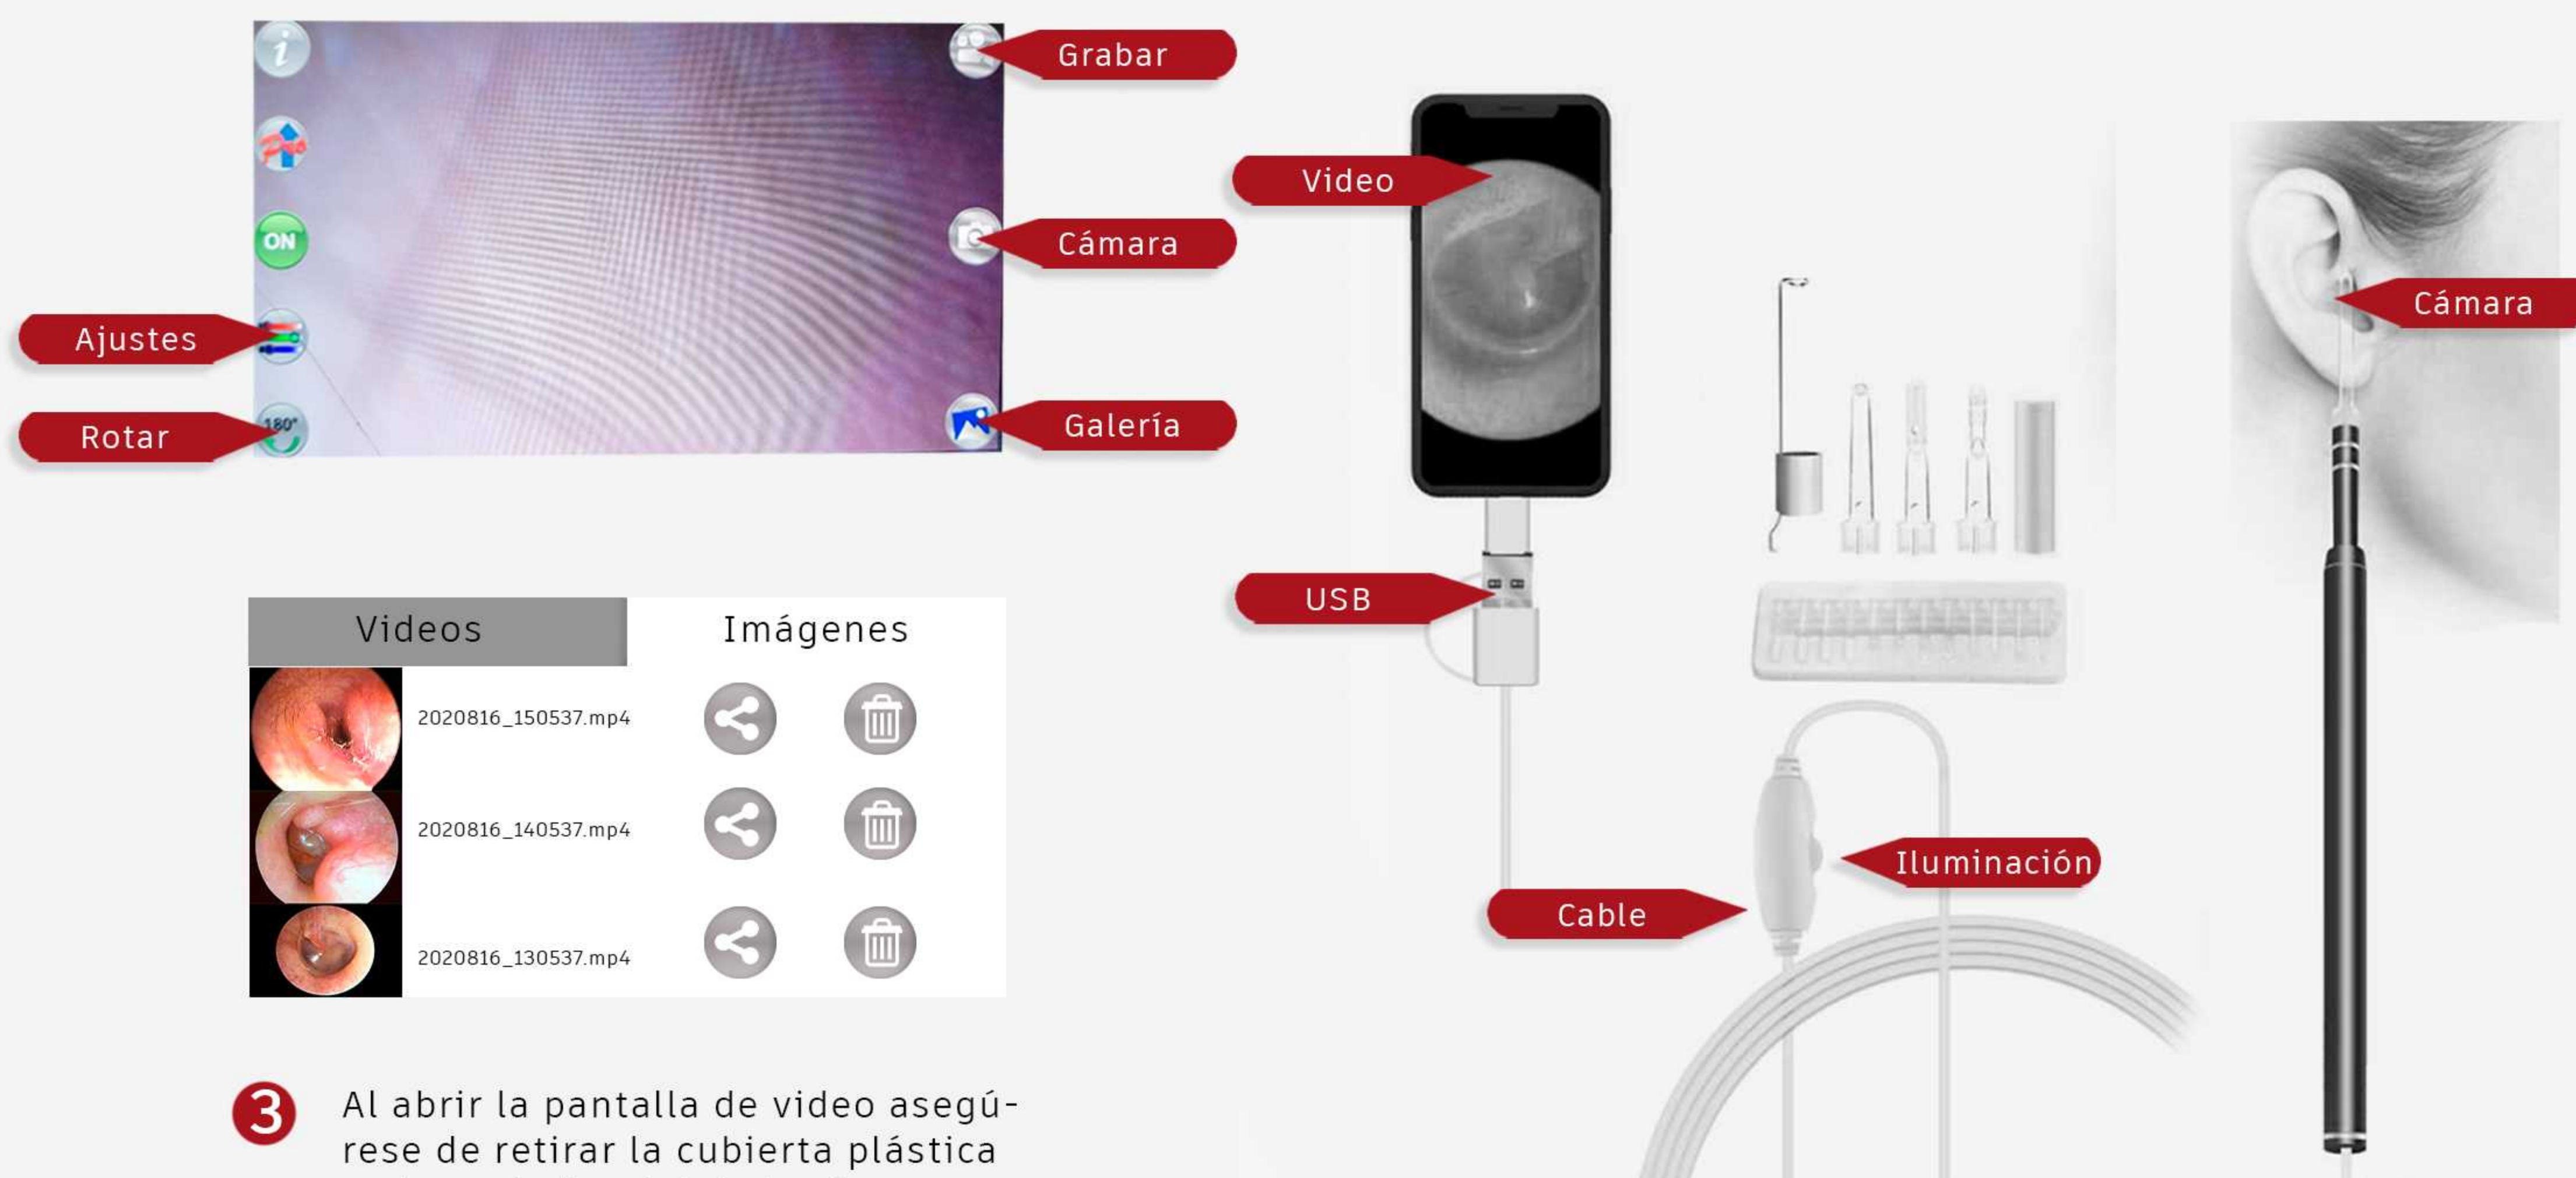 i
Pro
ON
Ajustes
180°
Rotar
Grabar
Cámara
Galería
Videos
Imágenes
2020816_150537.mp4
2020816_140537.mp4
2020816_130537.mp4
3
Al abrir la pantalla de video asegú-
rese de retirar la cubierta plástica
Video
USB
Cable
Iluminación
Cámara